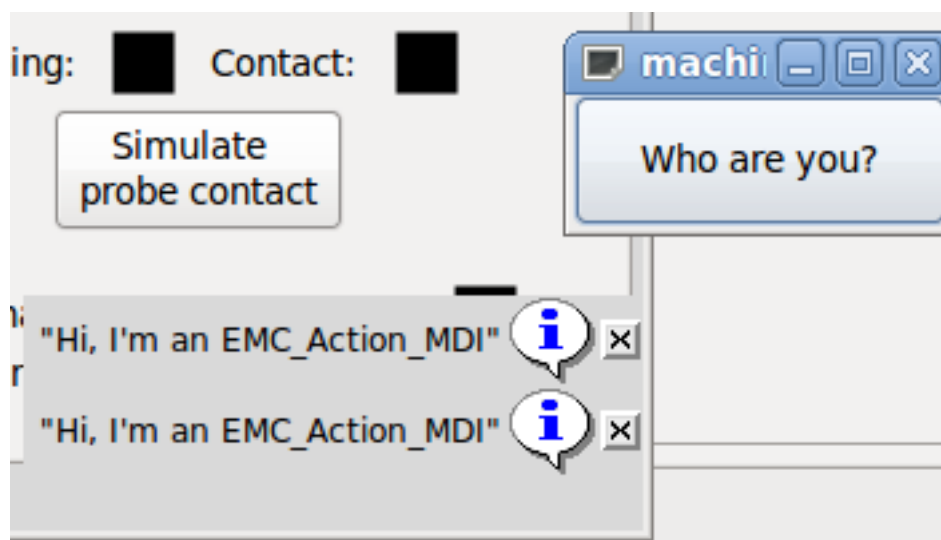 ing: Contact:
machi
Simulate
probe contact
Who are you?
"Hi, I'm an EMC_Action_MDI"
"Hi, I'm an EMC_Action_MDI"